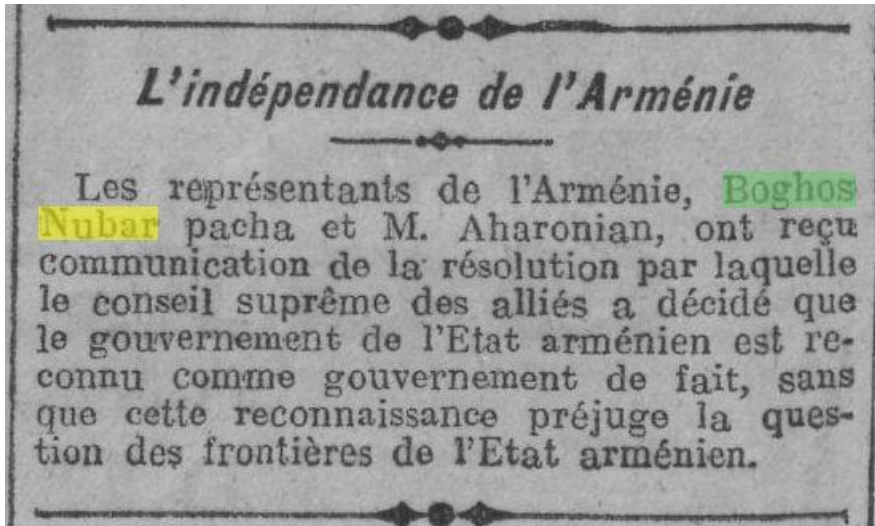 L'indépendance de l'Arménie
Les représentants de l'Arménie, Boghos
Nubar pacha et M. Aharonian, ont reçu
communication de la résolution par laquelle
le conseil suprême des alliés a décidé que
le gouvernement de l'Etat arménien est re-
connu comme gouvernement de fait, sans
que cette reconnaissance préjuge la ques-
tion des frontières de l'Etat arménien.